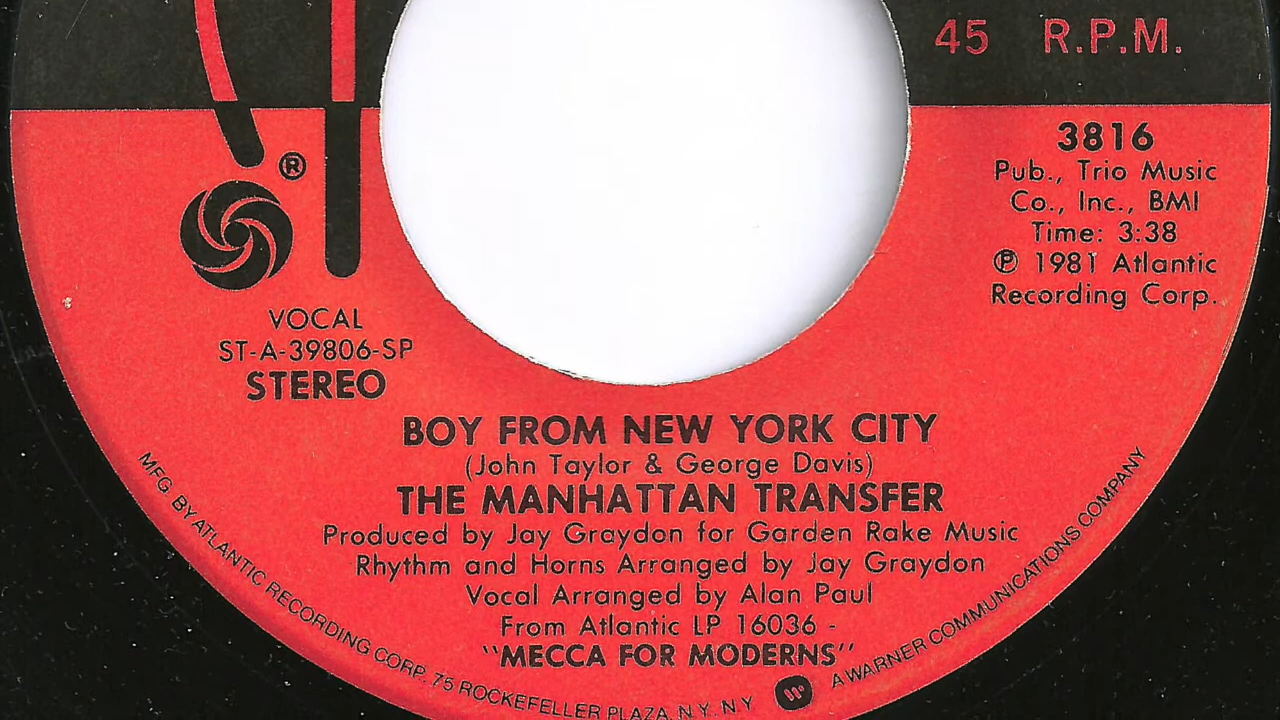 45 R.P.M.
3816
Pub., Trio Music
Co., Inc., BMI
Time: 3:38
℗ 1981 Atlantic
Recording Corp.
®
VOCAL
ST-A-39806-SP
STEREO
BOY FROM NEW YORK CITY
(John Taylor & George Davis)
THE MANHATTAN TRANSFER
Produced by Jay Graydon for Garden Rake Music
Rhythm and Horns Arranged by Jay Graydon
Vocal Arranged by Alan Paul
From Atlantic LP 16036 -
"MECCA FOR MODERNS"
MFG. BY ATLANTIC RECORDING CORP. 75 ROCKEFELLER PLAZA, N.Y. N.Y. A WARNER COMMUNICATIONS COMPANY